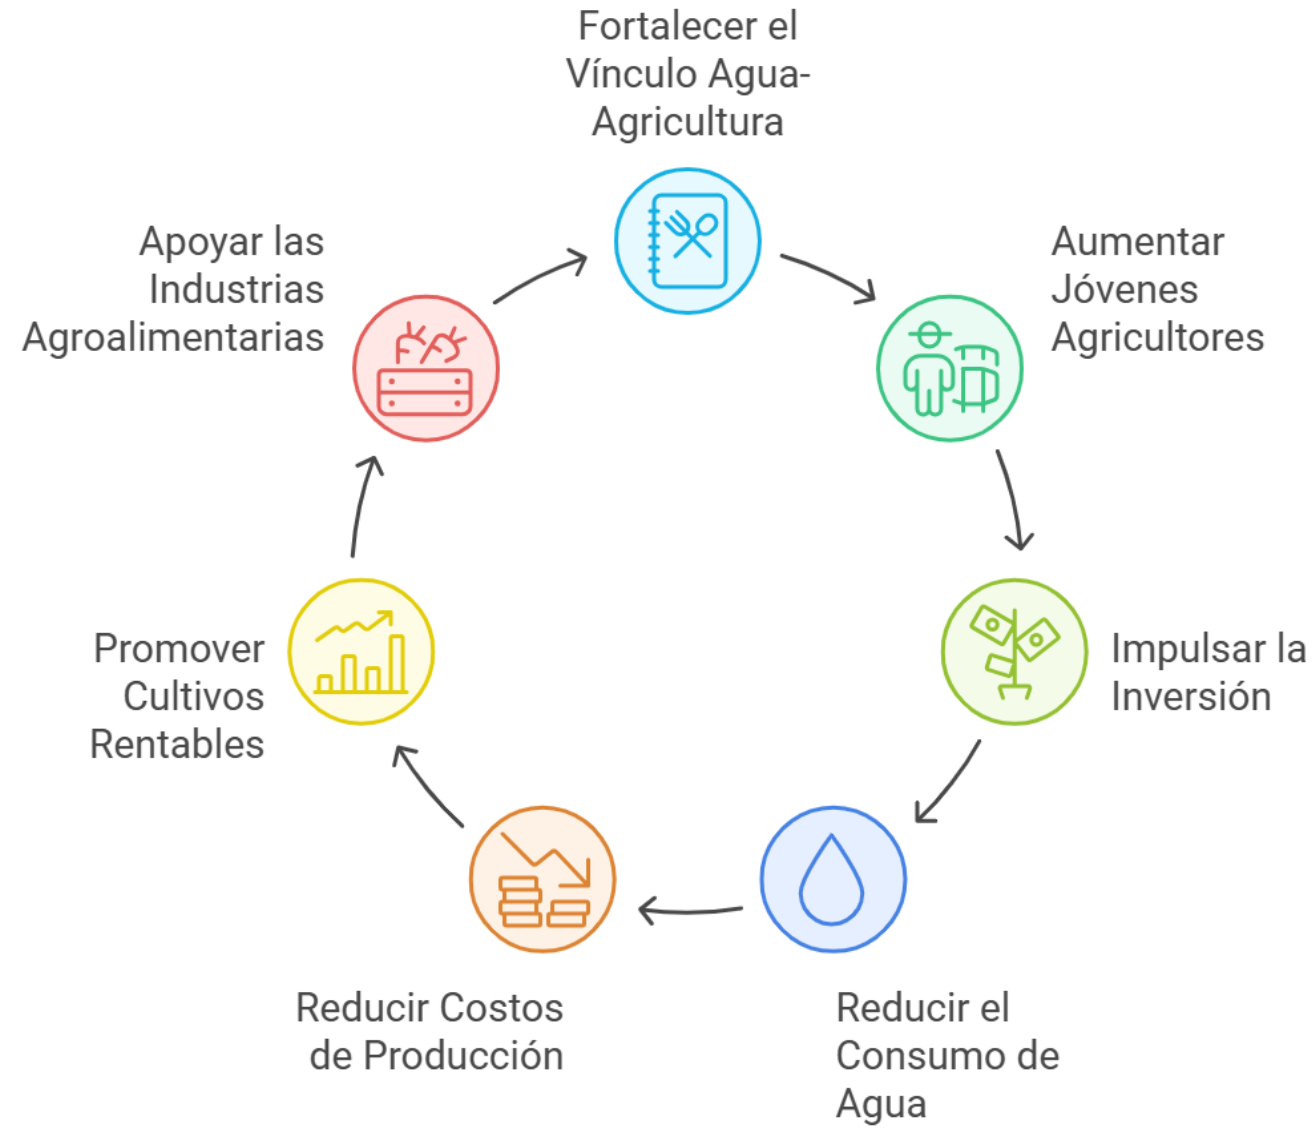 Fortalecer el
Vínculo Agua-
Agricultura
Aumentar
Jóvenes
Agricultores
Impulsar la
Inversión
Reducir el
Consumo de
Agua
Reducir Costos
de Producción
Promover
Cultivos
Rentables
Apoyar las
Industrias
Agroalimentarias